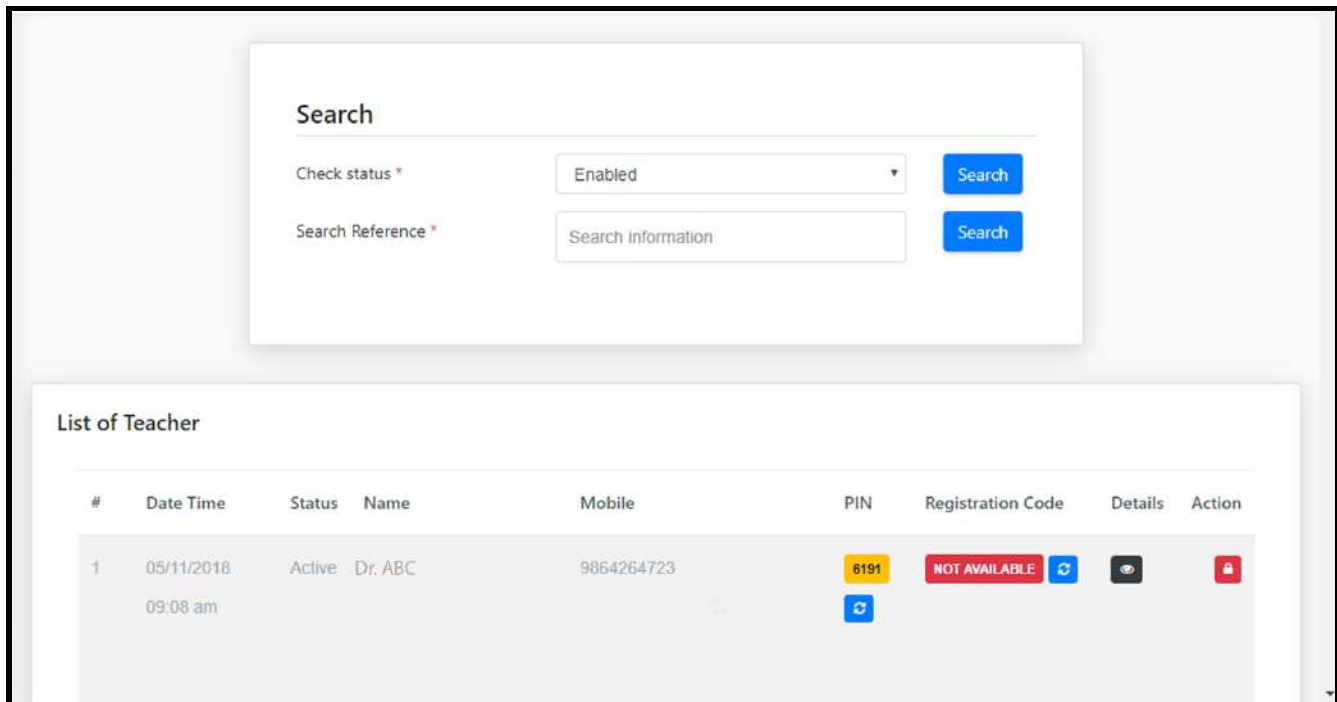 Search
Check status * Enabled Search
Search Reference * Search information Search
List of Teacher
# Date Time Status Name Mobile PIN Registration Code Details Action
1 05/11/2018 Active Dr. ABC 9864264723 6191 NOT AVAILABLE
09:08 am